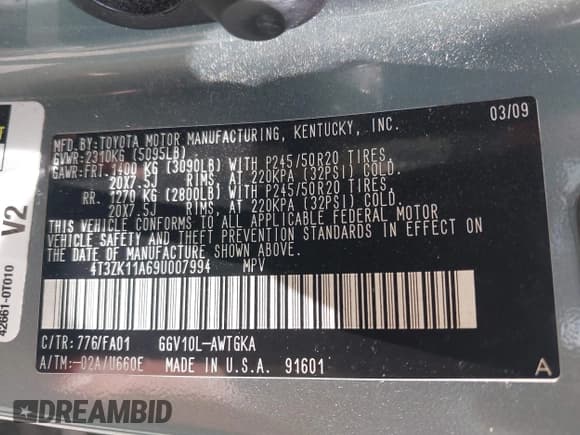 03/09
MFD. BY: TOYOTA MOTOR MANUFACTURING, KENTUCKY, INC.
GVWR: 2310KG (5095LB)
GAWR: FRT. 1400 KG (3090LB) WITH P245/50R20 TIRES,
20X7.5J RIMS, AT 220KPA (32PSI) COLD.
RR. 1270 KG (2800LB) WITH P245/50R20 TIRES,
20X7.5J RIMS, AT 220KPA (32PSI) COLD.
THIS VEHICLE CONFORMS TO ALL APPLICABLE FEDERAL MOTOR
VEHICLE SAFETY AND THEFT PREVENTION STANDARDS IN EFFECT ON
THE DATE OF MANUFACTURE SHOWN ABOVE.
4T3ZK11A69U007994 MPV
C/TR: 776/FA01 GGV10L-AWTGKA
A/TM: -02A/U660E MADE IN U.S.A. 91601
A
V2
42661-0T010
DREAMBID